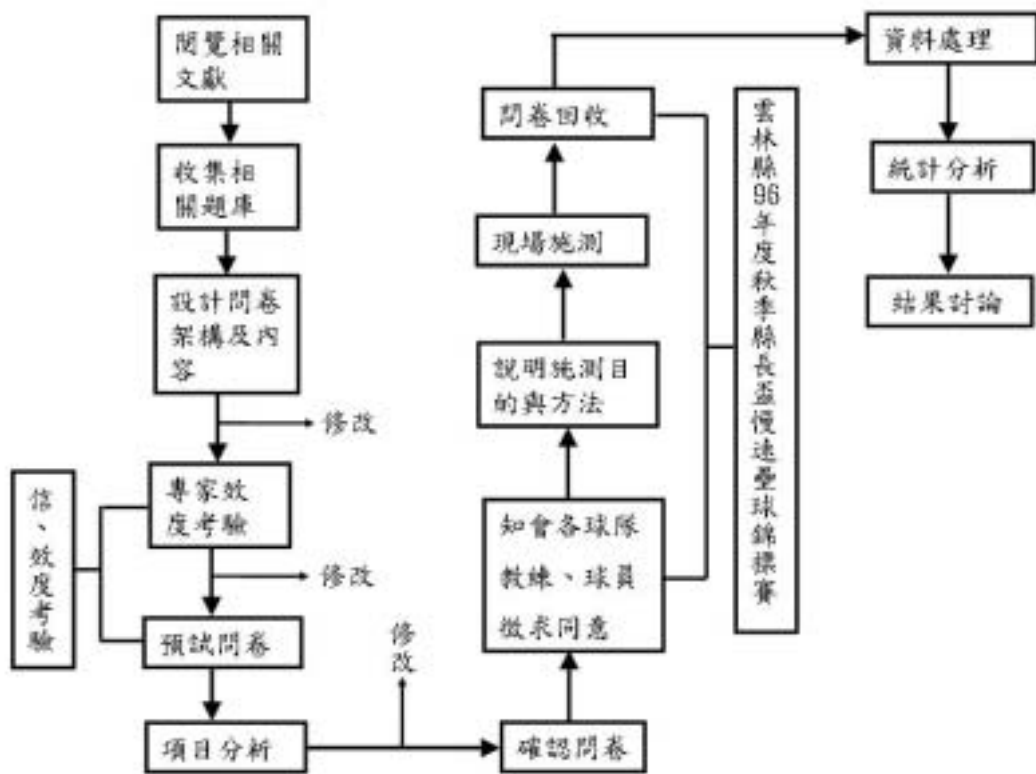 閱覽相關
文獻
收集相
關題庫
設計問卷
架構及內
容
修改
專家效
度考驗
信、效度考驗
修改
預試問卷
項目分析
修改
確認問卷
知會各球隊
教練、球員
徵求同意
說明施測目
的與方法
現場施測
問卷回收
雲林縣96年度秋季縣長盃慢速壘球錦標賽
資料處理
統計分析
結果討論